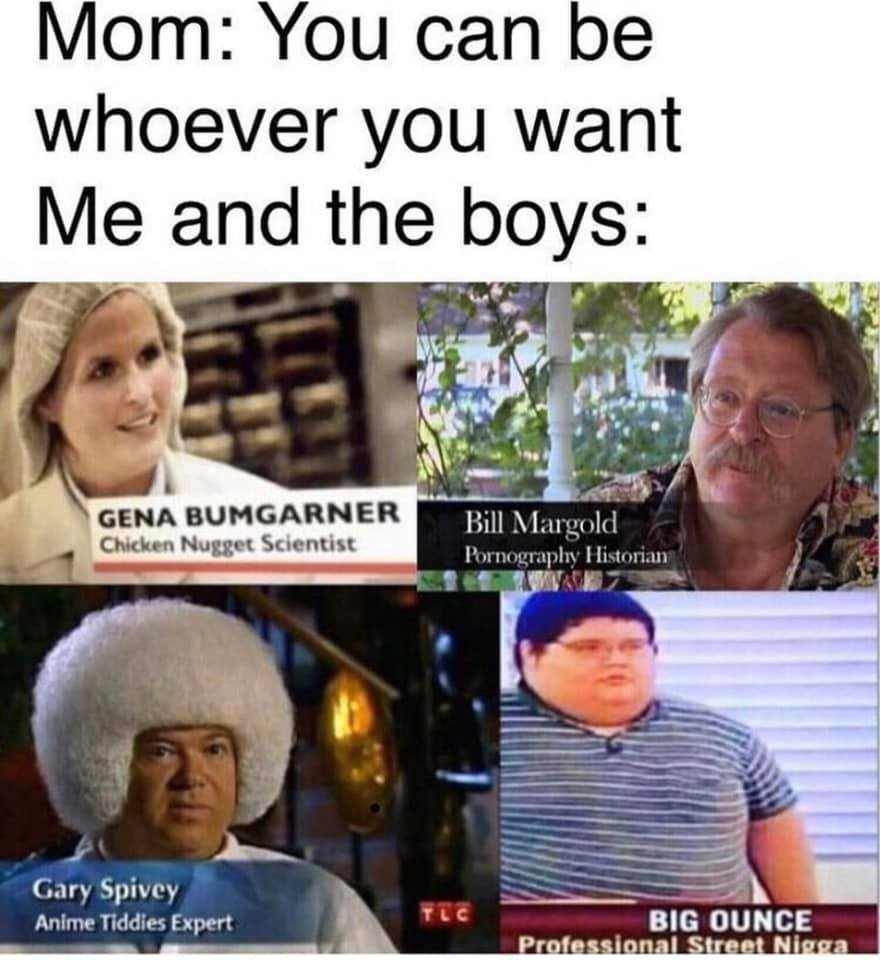 Mom: You can be
whoever you want
Me and the boys:
GENA BUMGARNER
Chicken Nugget Scientist
Bill Margold
Pornography Historian
Gary Spivey
Anime Tiddies Expert
TLC
BIG OUNCE
Professional Street Nigga